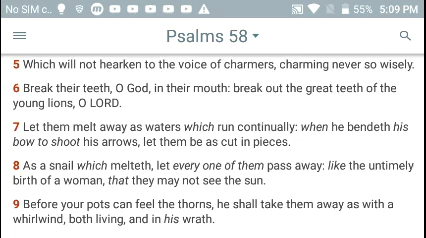 No SIM c..
55% 5:09 PM
Psalms 58
5 Which will not hearken to the voice of charmers, charming never so wisely.
6 Break their teeth, O God, in their mouth: break out the great teeth of the
young lions, O LORD.
7 Let them melt away as waters which run continually: when he bendeth his
bow to shoot his arrows, let them be as cut in pieces.
8 As a snail which melteth, let every one of them pass away: like the untimely
birth of a woman, that they may not see the sun.
9 Before your pots can feel the thorns, he shall take them away as with a
whirlwind, both living, and in his wrath.